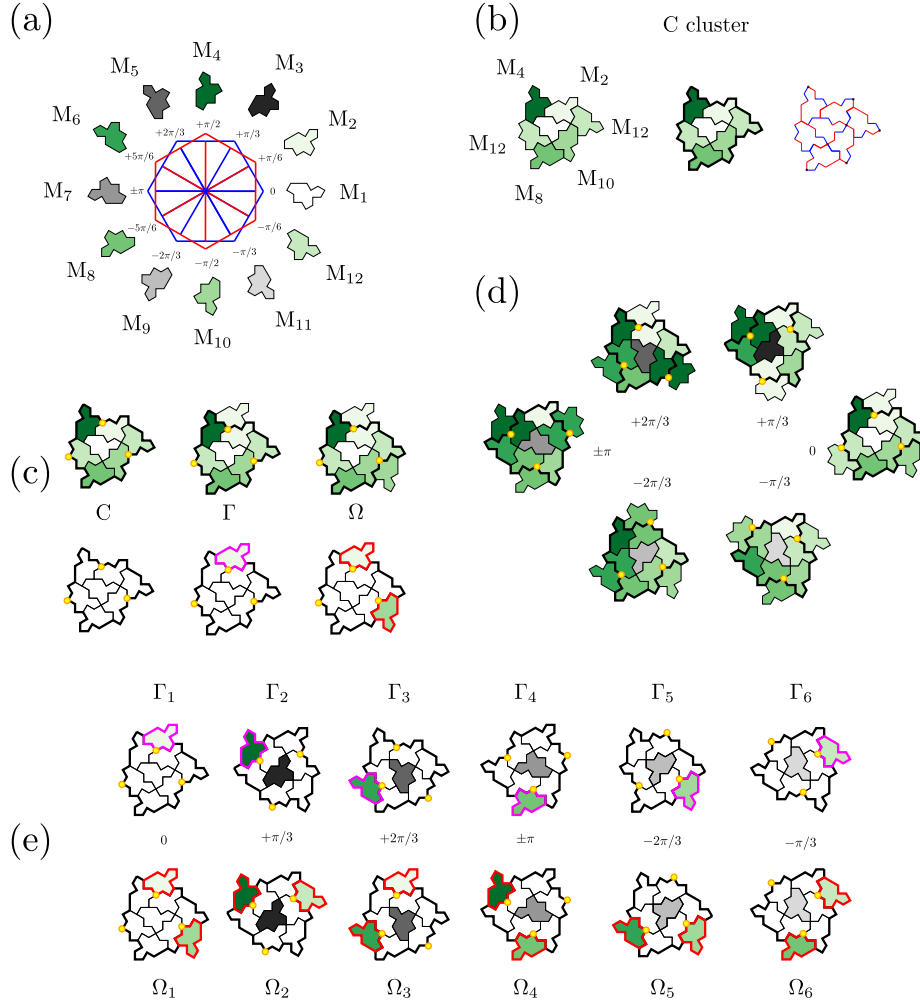 (a)
M₄
M₅ M₃
M₆ M₂
+2π/3 +π/2 +π/3
+5π/6 +π/6
M₇ ±π 0 M₁
−5π/6 −π/6
−2π/3 −π/2 −π/3
M₈ M₁₂
M₉ M₁₁
M₁₀
(b)
C cluster
M₄ M₂
M₁₂ M₁₂
M₈ M₁₀
(c)
C Γ Ω
(d)
+2π/3 +π/3
±π 0
−2π/3 −π/3
(e)
Γ₁ Γ₂ Γ₃ Γ₄ Γ₅ Γ₆
0 +π/3 +2π/3 ±π −2π/3 −π/3
Ω₁ Ω₂ Ω₃ Ω₄ Ω₅ Ω₆